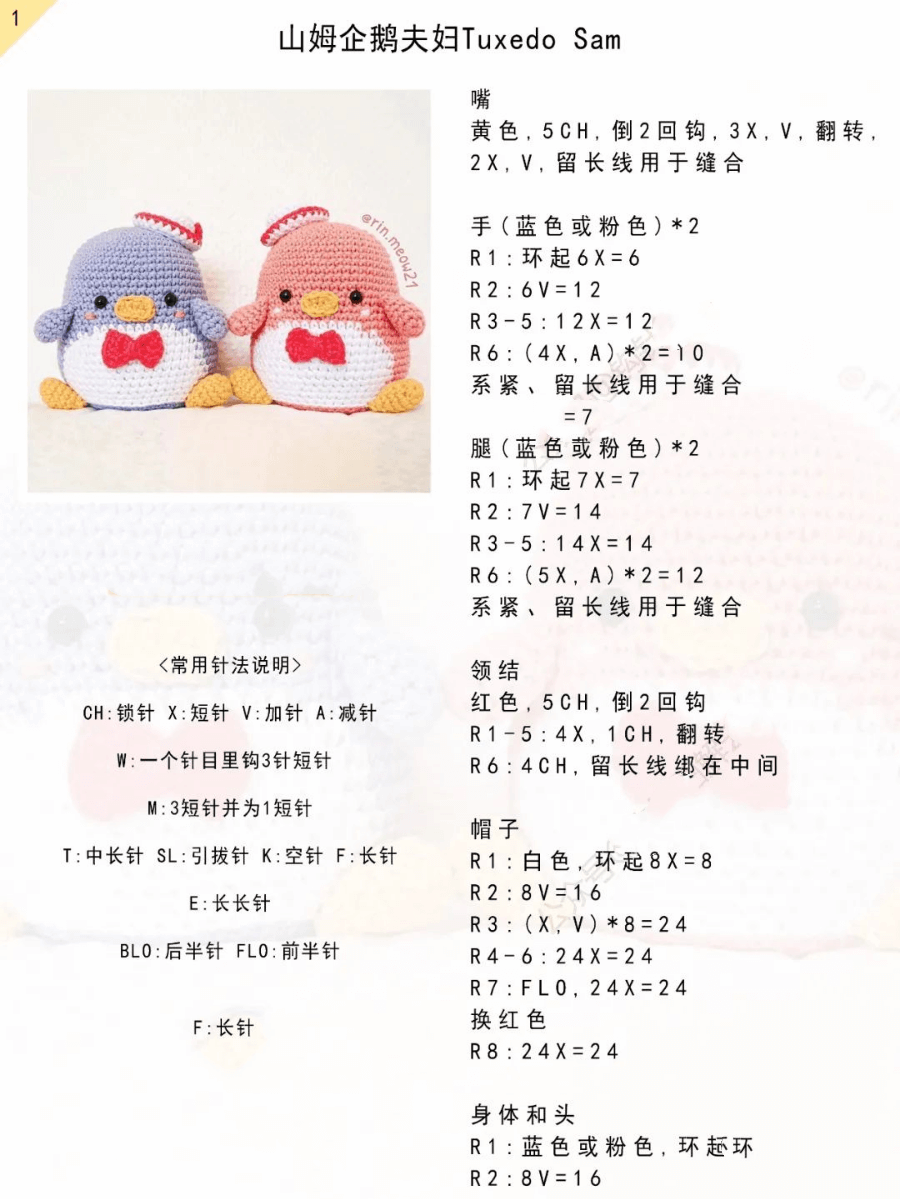 1
山姆企鹅夫妇Tuxedo Sam
@rin.meow21
<常用针法说明>
CH:锁针 X:短针 V:加针 A:减针
W:一个针目里钩3针短针
M:3短针并为1短针
T:中长针 SL:引拔针 K:空针 F:长针
E:长长针
BLO:后半针 FLO:前半针
F:长针
嘴
黄色,5CH,倒2回钩,3X,V,翻转,
2X,V,留长线用于缝合
手(蓝色或粉色)*2
R1:环起6X=6
R2:6V=12
R3-5:12X=12
R6:(4X,A)*2=10
系紧、留长线用于缝合
=7
腿(蓝色或粉色)*2
R1:环起7X=7
R2:7V=14
R3-5:14X=14
R6:(5X,A)*2=12
系紧、留长线用于缝合
领结
红色,5CH,倒2回钩
R1-5:4X,1CH,翻转
R6:4CH,留长线绑在中间
帽子
R1:白色,环起8X=8
R2:8V=16
R3:(X,V)*8=24
R4-6:24X=24
R7:FLO,24X=24
换红色
R8:24X=24
身体和头
R1:蓝色或粉色,环起环
R2:8V=16